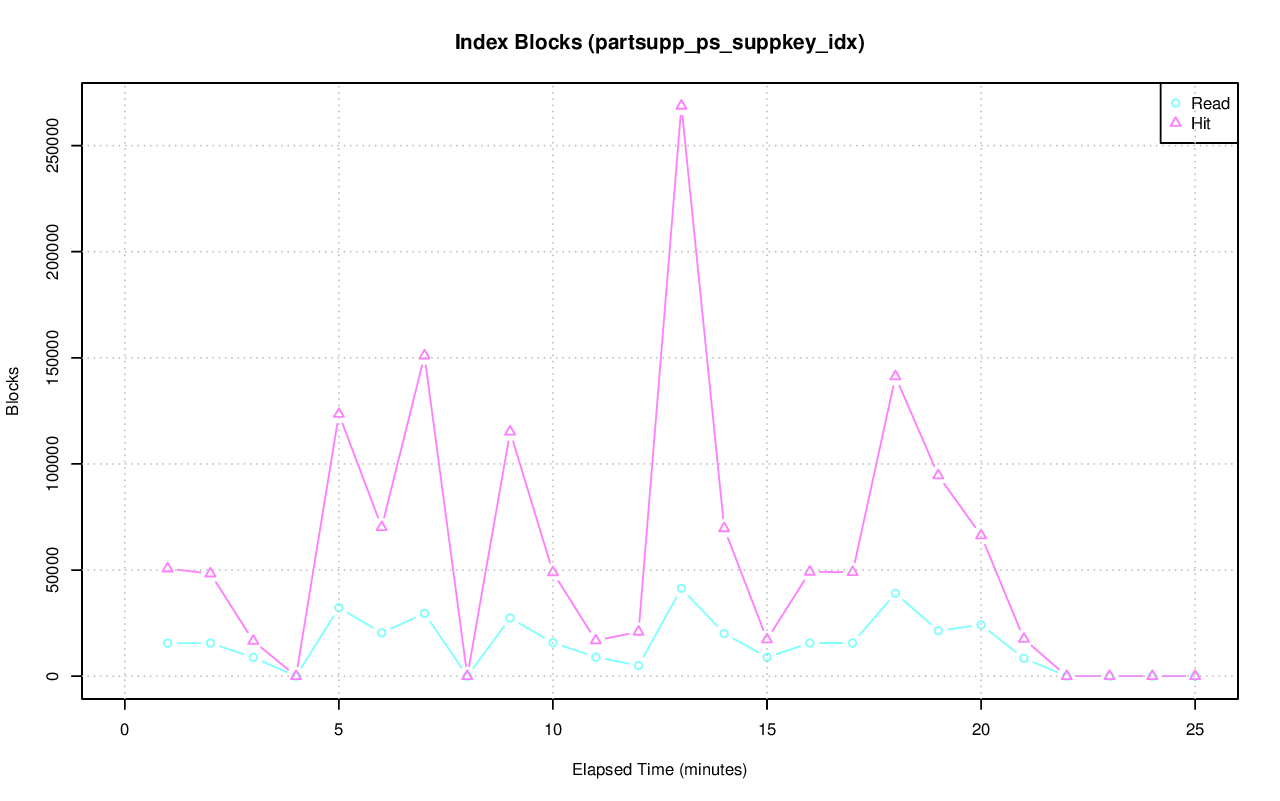 Index Blocks (partsupp_ps_suppkey_idx)
Read
Hit
250000
200000
150000
100000
50000
0
Blocks
0 5 10 15 20 25
Elapsed Time (minutes)